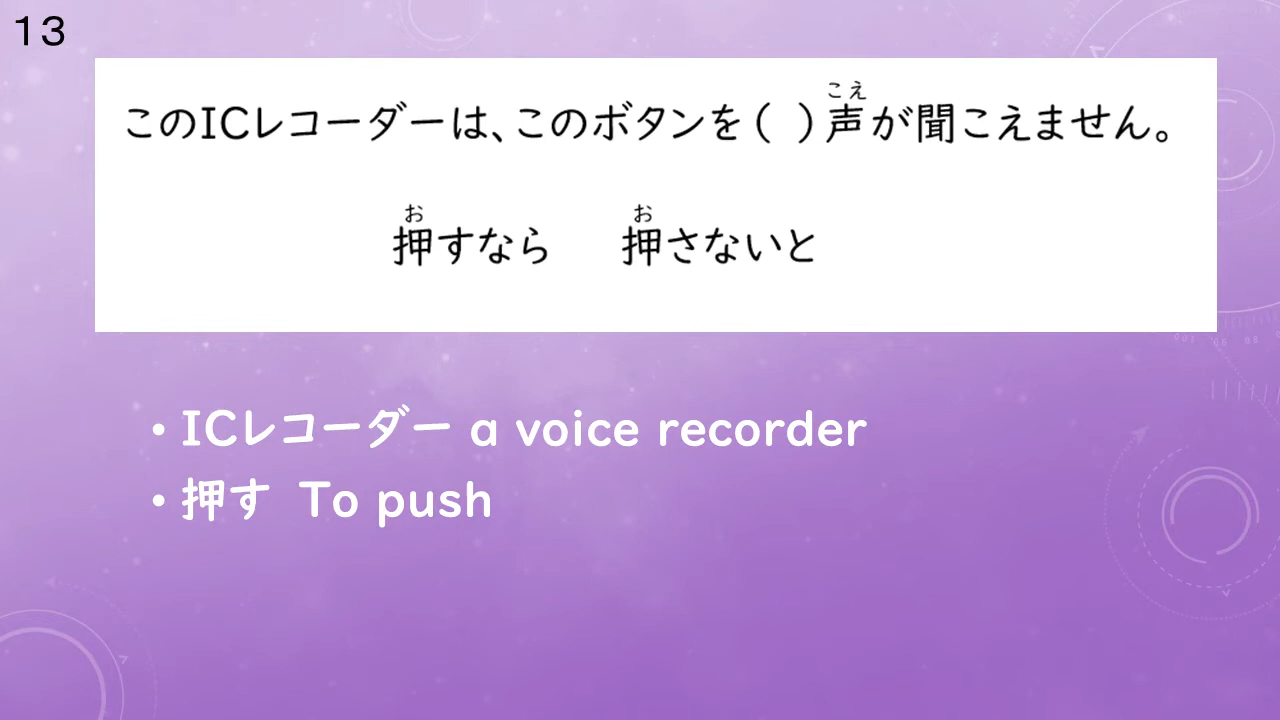 13
このICレコーダーは、このボタンを( )声が聞こえません。
こえ
押すなら 押さないと
お お
• ICレコーダー a voice recorder
• 押す To push